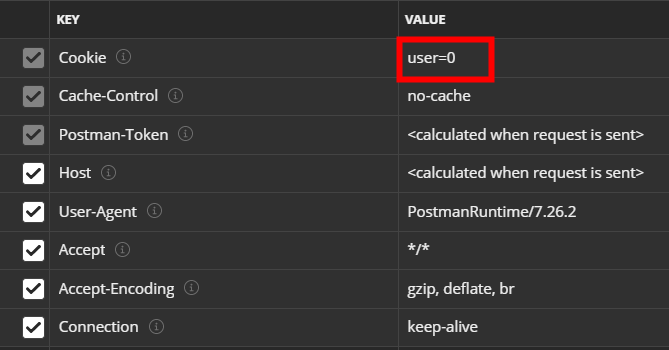 KEY VALUE
Cookie user=0
Cache-Control no-cache
Postman-Token <calculated when request is sent>
Host <calculated when request is sent>
User-Agent PostmanRuntime/7.26.2
Accept */*
Accept-Encoding gzip, deflate, br
Connection keep-alive